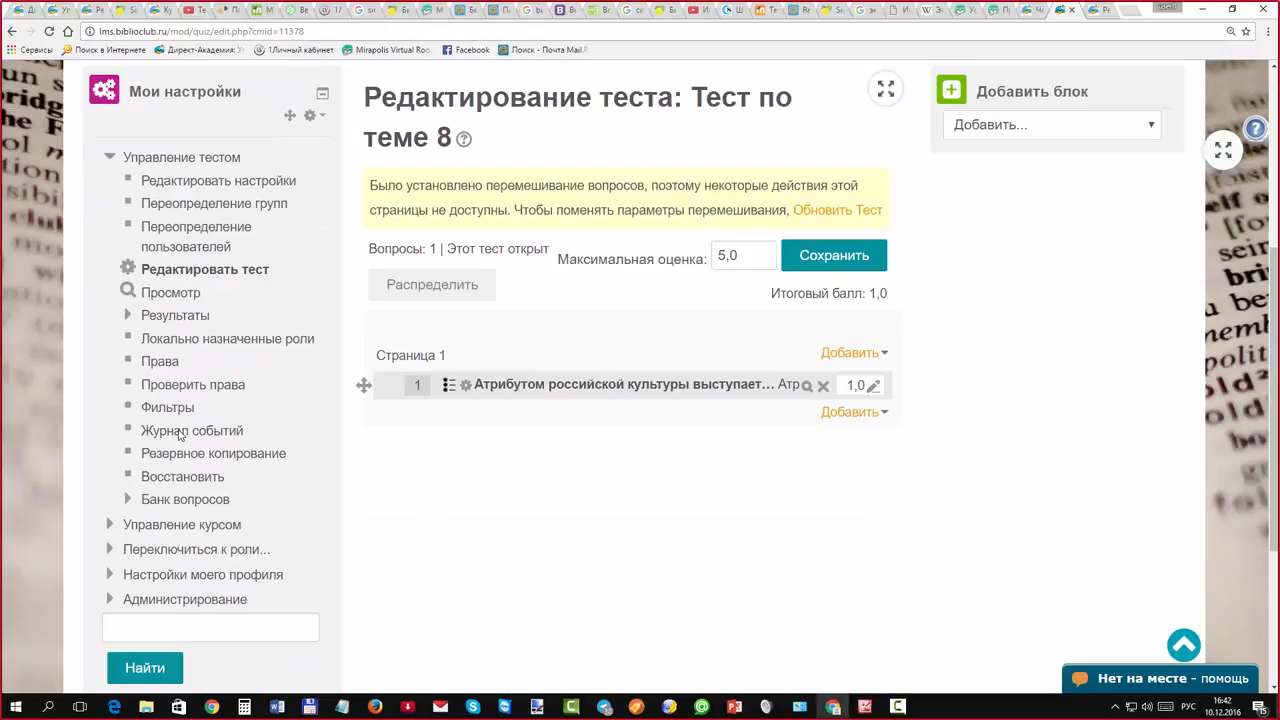 lms.biblioclub.ru/mod/quiz/edit.php?cmid=11378
Сервисы
Поиск в Интернете
Директ-Академия:
1Личный кабинет
Mirapolis Virtual Roo
Facebook
Поиск - Почта Mail.R
Мои настройки
Управление тестом
Редактировать настройки
Переопределение групп
Переопределение
пользователей
Редактировать тест
Просмотр
Результаты
Локально назначенные роли
Права
Проверить права
Фильтры
Журнал событий
Резервное копирование
Восстановить
Банк вопросов
Управление курсом
Переключиться к роли...
Настройки моего профиля
Администрирование
Найти
Редактирование теста: Тест по
теме 8
Было установлено перемешивание вопросов, поэтому некоторые действия этой
страницы не доступны. Чтобы поменять параметры перемешивания, Обновить Тест
Вопросы: 1 | Этот тест открыт
Максимальная оценка: 5,0 Сохранить
Распределить
Итоговый балл: 1,0
Страница 1
Добавить
1 Атрибутом российской культуры выступает... Атр 1,0
Добавить
Добавить блок
Добавить...
Нет на месте - помощь
РУС
16:42
10.12.2016